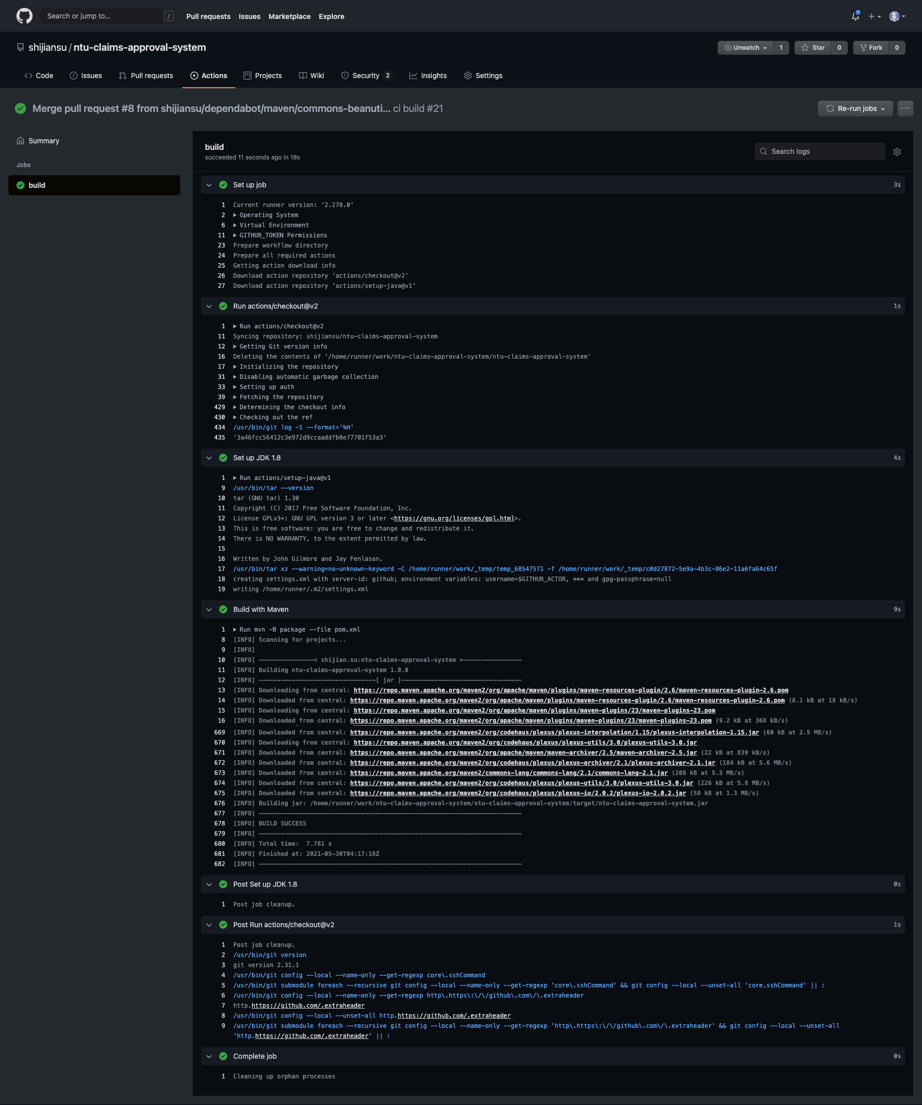 Search or jump to... / Pull requests Issues Marketplace Explore
shijiansu / ntu-claims-approval-system Unwatch 1 Star 0 Fork 0
Code Issues Pull requests Actions Projects Wiki Security 2 Insights Settings
Merge pull request #8 from shijiansu/dependabot/maven/commons-beanuti... ci build #21 Re-run jobs ...
Summary
Jobs
build
build
succeeded 11 seconds ago in 18s
Search logs
Set up job 3s
1 Current runner version: '2.278.0'
2 ▶ Operating System
6 ▶ Virtual Environment
11 ▶ GITHUB_TOKEN Permissions
23 Prepare workflow directory
24 Prepare all required actions
25 Getting action download info
26 Download action repository 'actions/checkout@v2'
27 Download action repository 'actions/setup-java@v1'
Run actions/checkout@v2 1s
1 ▶ Run actions/checkout@v2
11 Syncing repository: shijiansu/ntu-claims-approval-system
12 ▶ Getting Git version info
16 Deleting the contents of '/home/runner/work/ntu-claims-approval-system/ntu-claims-approval-system'
17 ▶ Initializing the repository
31 ▶ Disabling automatic garbage collection
33 ▶ Setting up auth
39 ▶ Fetching the repository
429 ▶ Determining the checkout info
430 ▶ Checking out the ref
434 /usr/bin/git log -1 --format='%H'
435 '3a46fcc56412c3e972d9ccaaddfb8e77701f53a3'
Set up JDK 1.8 4s
1 ▶ Run actions/setup-java@v1
9 /usr/bin/tar --version
10 tar (GNU tar) 1.30
11 Copyright (C) 2017 Free Software Foundation, Inc.
12 License GPLv3+: GNU GPL version 3 or later <https://gnu.org/licenses/gpl.html>.
13 This is free software: you are free to change and redistribute it.
14 There is NO WARRANTY, to the extent permitted by law.
15
16 Written by John Gilmore and Jay Fenlason.
17 /usr/bin/tar xz --warning=no-unknown-keyword -C /home/runner/work/_temp/temp_68547571 -f /home/runner/work/_temp/c0d27872-5e9a-4b3c-86e2-11a6fa64c65f
18 creating settings.xml with server-id: github; environment variables: username=$GITHUB_ACTOR, *** and gpg-passphrase=null
19 writing /home/runner/.m2/settings.xml
Build with Maven 9s
1 ▶ Run mvn -B package --file pom.xml
8 [INFO] Scanning for projects...
9 [INFO]
10 [INFO] ---------------< shijian.su:ntu-claims-approval-system >----------------
11 [INFO] Building ntu-claims-approval-system 1.0.0
12 [INFO] --------------------------------[ jar ]---------------------------------
13 [INFO] Downloading from central: https://repo.maven.apache.org/maven2/org/apache/maven/plugins/maven-resources-plugin/2.6/maven-resources-plugin-2.6.pom
14 [INFO] Downloaded from central: https://repo.maven.apache.org/maven2/org/apache/maven/plugins/maven-resources-plugin/2.6/maven-resources-plugin-2.6.pom (8.1 kB at 18 kB/s)
15 [INFO] Downloading from central: https://repo.maven.apache.org/maven2/org/apache/maven/plugins/maven-plugins/23/maven-plugins-23.pom
16 [INFO] Downloaded from central: https://repo.maven.apache.org/maven2/org/apache/maven/plugins/maven-plugins/23/maven-plugins-23.pom (9.2 kB at 368 kB/s)
669 [INFO] Downloaded from central: https://repo.maven.apache.org/maven2/org/codehaus/plexus/plexus-interpolation/1.15/plexus-interpolation-1.15.jar (60 kB at 2.5 MB/s)
670 [INFO] Downloading from central: https://repo.maven.apache.org/maven2/org/codehaus/plexus/plexus-utils/3.0/plexus-utils-3.0.jar
671 [INFO] Downloaded from central: https://repo.maven.apache.org/maven2/org/apache/maven/maven-archiver/2.5/maven-archiver-2.5.jar (22 kB at 839 kB/s)
672 [INFO] Downloaded from central: https://repo.maven.apache.org/maven2/org/codehaus/plexus/plexus-archiver/2.1/plexus-archiver-2.1.jar (184 kB at 5.6 MB/s)
673 [INFO] Downloaded from central: https://repo.maven.apache.org/maven2/commons-lang/commons-lang/2.1/commons-lang-2.1.jar (208 kB at 5.3 MB/s)
674 [INFO] Downloaded from central: https://repo.maven.apache.org/maven2/org/codehaus/plexus/plexus-utils/3.0/plexus-utils-3.0.jar (226 kB at 5.8 MB/s)
675 [INFO] Downloaded from central: https://repo.maven.apache.org/maven2/org/codehaus/plexus/plexus-io/2.0.2/plexus-io-2.0.2.jar (58 kB at 1.3 MB/s)
676 [INFO] Building jar: /home/runner/work/ntu-claims-approval-system/ntu-claims-approval-system/target/ntu-claims-approval-system.jar
677 [INFO] ------------------------------------------------------------------------
678 [INFO] BUILD SUCCESS
679 [INFO] ------------------------------------------------------------------------
680 [INFO] Total time:  7.781 s
681 [INFO] Finished at: 2021-05-30T04:17:18Z
682 [INFO] ------------------------------------------------------------------------
Post Set up JDK 1.8 0s
1 Post job cleanup.
Post Run actions/checkout@v2 1s
1 Post job cleanup.
2 /usr/bin/git version
3 git version 2.31.1
4 /usr/bin/git config --local --name-only --get-regexp core\.sshCommand
5 /usr/bin/git submodule foreach --recursive git config --local --name-only --get-regexp 'core\.sshCommand' && git config --local --unset-all 'core.sshCommand' || :
6 /usr/bin/git config --local --name-only --get-regexp http\.https\:\/\/github\.com\/\.extraheader
7 http.https://github.com/.extraheader
8 /usr/bin/git config --local --unset-all http.https://github.com/.extraheader
9 /usr/bin/git submodule foreach --recursive git config --local --name-only --get-regexp 'http\.https\:\/\/github\.com\/\.extraheader' && git config --local --unset-all
'http.https://github.com/.extraheader' || :
Complete job 0s
1 Cleaning up orphan processes